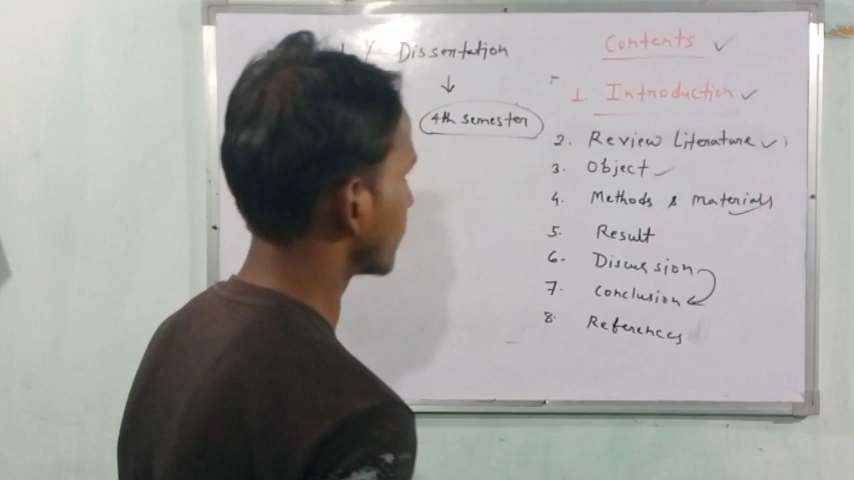 Dissertation
4th semester
Contents
1. Introduction
2. Review Literature
3. Object
4. Methods & materials
5. Result
6. Discussion
7. Conclusion
8. References